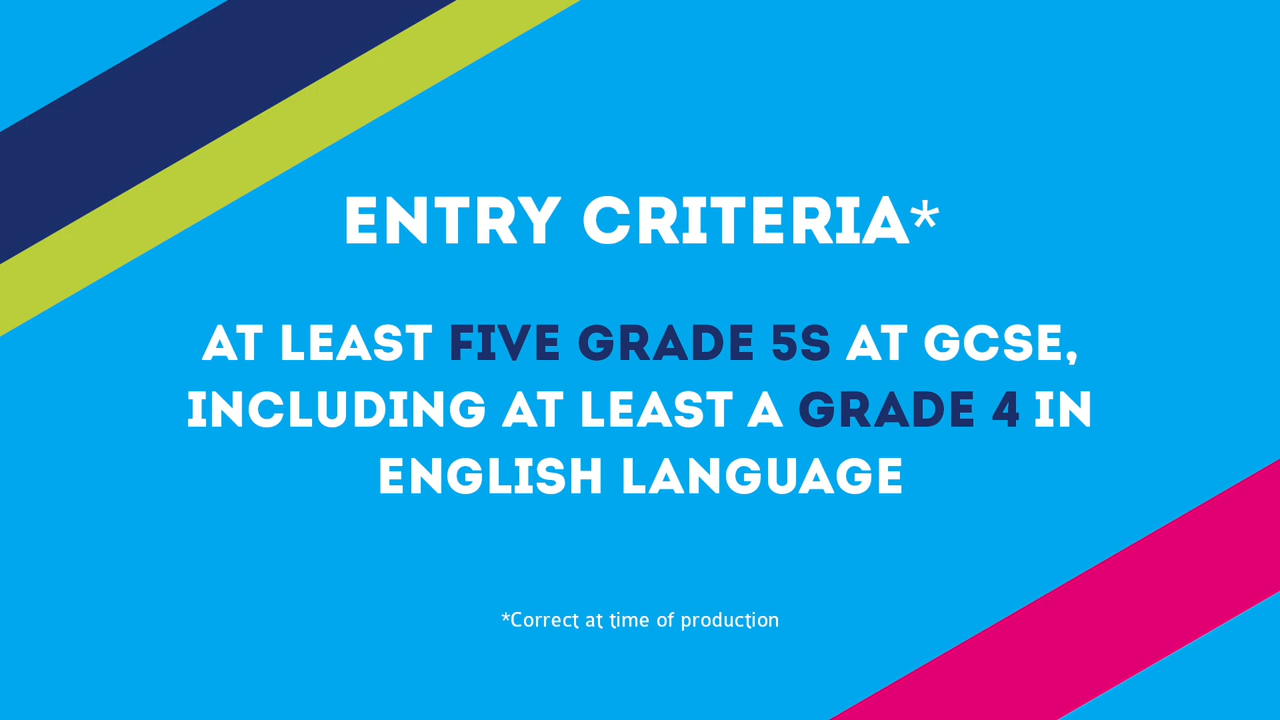 ENTRY CRITERIA*
AT LEAST FIVE GRADE 5S AT GCSE,
INCLUDING AT LEAST A GRADE 4 IN
ENGLISH LANGUAGE
*Correct at time of production